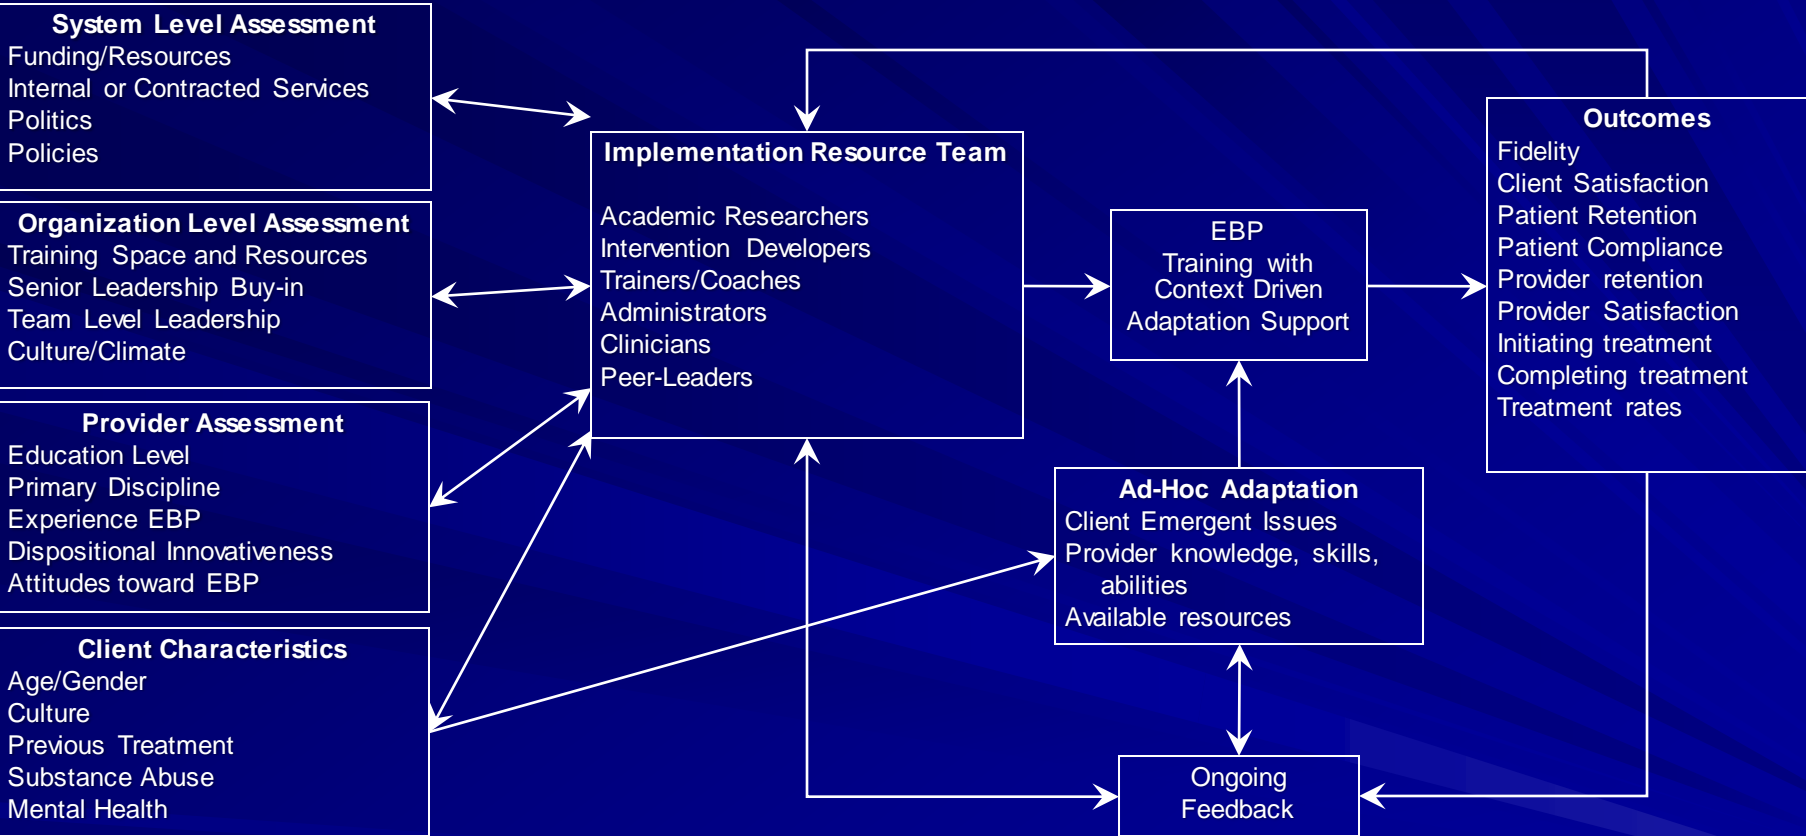 System Level Assessment
Funding/Resources
Internal or Contracted Services
Politics
Policies
Organization Level Assessment
Training Space and Resources
Senior Leadership Buy-in
Team Level Leadership
Culture/Climate
Provider Assessment
Education Level
Primary Discipline
Experience EBP
Dispositional Innovativeness
Attitudes toward EBP
Client Characteristics
Age/Gender
Culture
Previous Treatment
Substance Abuse
Mental Health
Implementation Resource Team
Academic Researchers
Intervention Developers
Trainers/Coaches
Administrators
Clinicians
Peer-Leaders
EBP
Training with
Context Driven
Adaptation Support
Ad-Hoc Adaptation
Client Emergent Issues
Provider knowledge, skills,
abilities
Available resources
Ongoing
Feedback
Outcomes
Fidelity
Client Satisfaction
Patient Retention
Patient Compliance
Provider retention
Provider Satisfaction
Initiating treatment
Completing treatment
Treatment rates